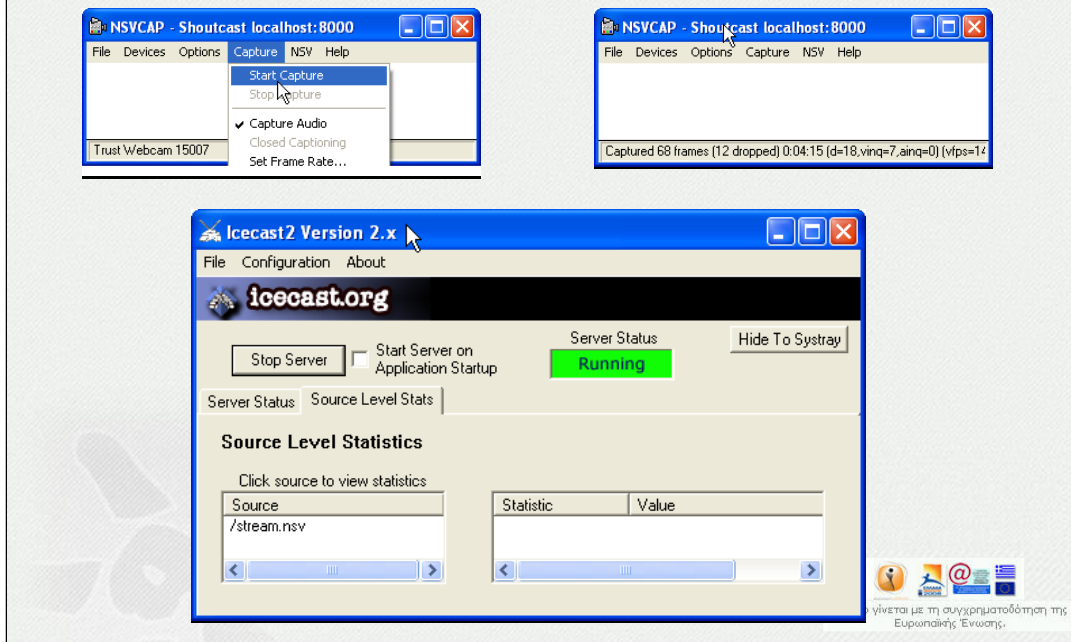 NSVCAP - Shoutcast localhost:8000
File Devices Options Capture NSV Help
Start Capture
Stop Capture
Capture Audio
Closed Captioning
Set Frame Rate...
Trust Webcam 15007
NSVCAP - Shoutcast localhost:8000
File Devices Options Capture NSV Help
Captured 68 frames (12 dropped) 0:04:15 (d=18,vinq=7,ainq=0) (vfps=14
Icecast2 Version 2.x
File Configuration About
icecast.org
Stop Server
Start Server on
Application Startup
Server Status
Running
Hide To Systray
Server Status Source Level Stats
Source Level Statistics
Click source to view statistics
Source
/stream.nsv
Statistic Value
γίνεται με τη συγχρηματοδότηση της
Ευρωπαϊκής Ένωσης.